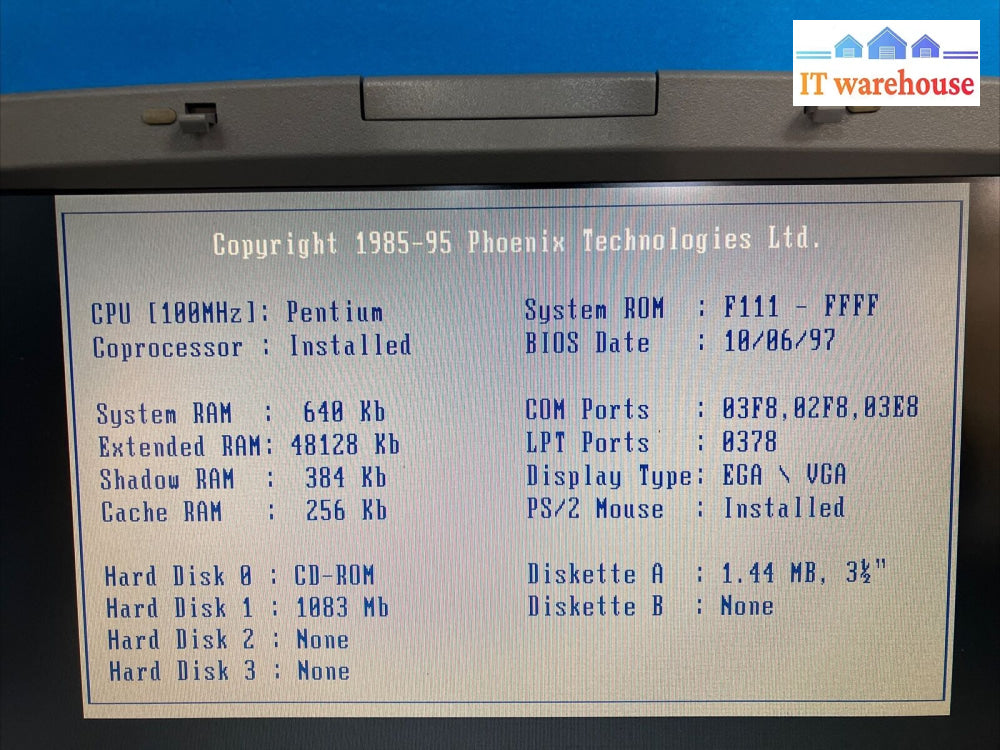 IT warehouse
Copyright 1985-95 Phoenix Technologies Ltd.
CPU [100MHz]: Pentium
Coprocessor : Installed
System RAM : 640 Kb
Extended RAM: 48128 Kb
Shadow RAM : 384 Kb
Cache RAM : 256 Kb
Hard Disk 0 : CD-ROM
Hard Disk 1 : 1083 Mb
Hard Disk 2 : None
Hard Disk 3 : None
System ROM : F111 - FFFF
BIOS Date : 10/06/97
COM Ports : 03F8,02F8,03E8
LPT Ports : 0378
Display Type: EGA \ VGA
PS/2 Mouse : Installed
Diskette A : 1.44 MB, 3½"
Diskette B : None